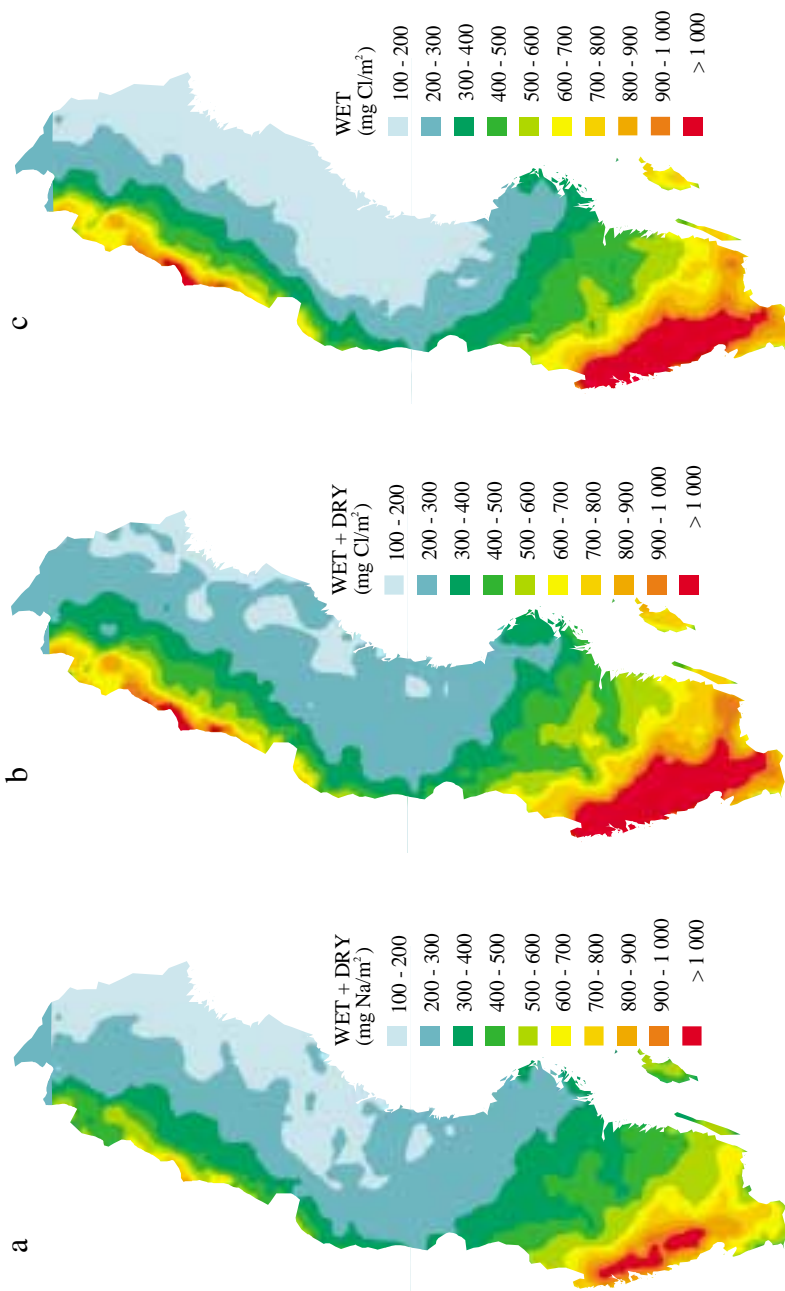 a
WET + DRY
(mg Na/m²)
100 - 200
200 - 300
300 - 400
400 - 500
500 - 600
600 - 700
700 - 800
800 - 900
900 - 1 000
> 1 000
b
WET + DRY
(mg Cl/m²)
100 - 200
200 - 300
300 - 400
400 - 500
500 - 600
600 - 700
700 - 800
800 - 900
900 - 1 000
> 1 000
c
WET
(mg Cl/m²)
100 - 200
200 - 300
300 - 400
400 - 500
500 - 600
600 - 700
700 - 800
800 - 900
900 - 1 000
> 1 000